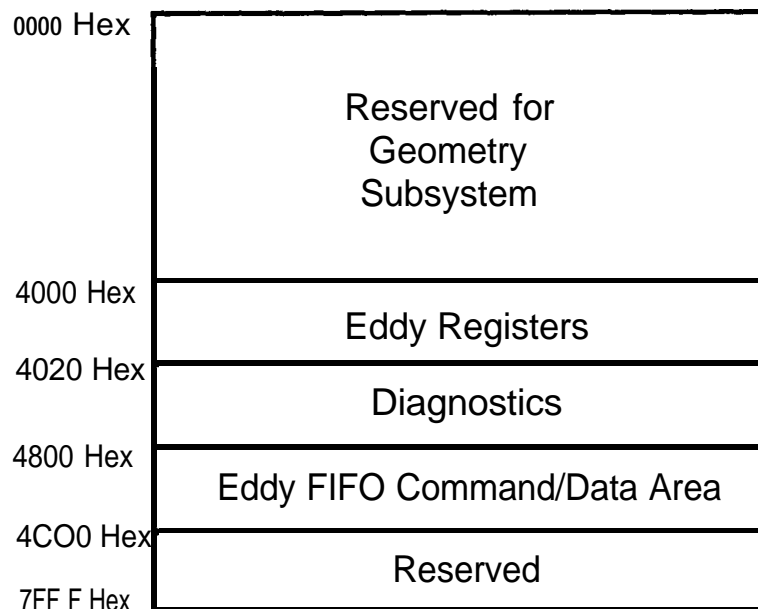 0000 Hex
Reserved for
Geometry
Subsystem
4000 Hex
Eddy Registers
4020 Hex
Diagnostics
4800 Hex
Eddy FIFO Command/Data Area
4CO0 Hex
Reserved
7FF F Hex